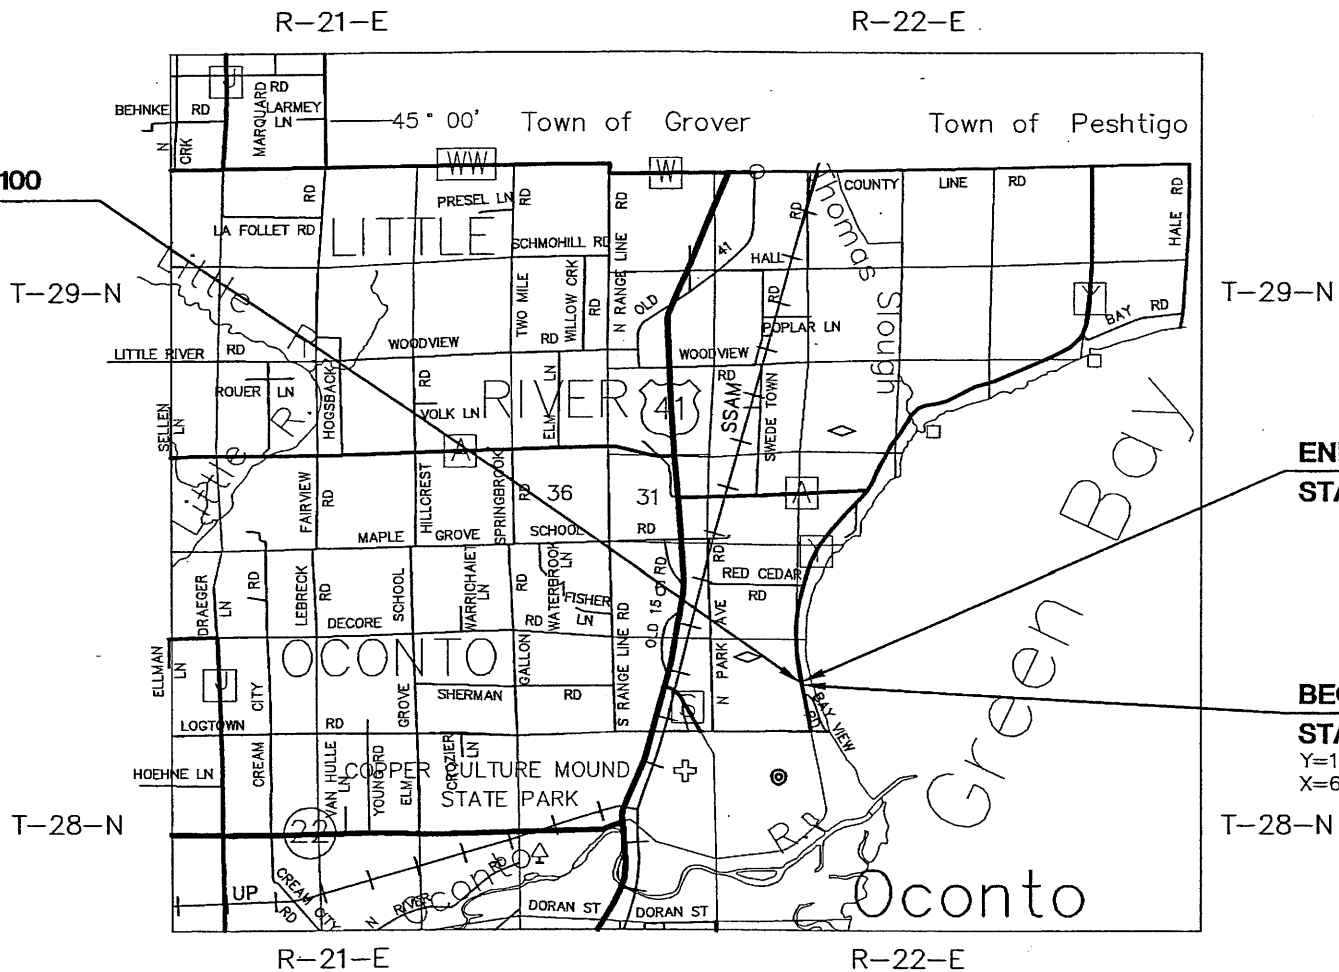 R-21-E
R-22-E
BEHNKE RD
MARQUARD RD
LARMEY LN
N CRK
J
45° 00'
Town of Grover
Town of Peshtigo
100
WW
W
COUNTY LINE RD
HALE RD
RD
PRESEL LN
RD
LA FOLLET RD
LITTLE
SCHMOHILL RD
N RANGE LINE RD
OLD 41
HALL RD
Thomas Slough
T-29-N
Little R.
T-29-N
TWO MILE RD
WILLOW CRK RD
POPLAR LN
RD
Y
BAY RD
LITTLE RIVER RD
WOODVIEW RD
WOODVIEW RD
ROUER LN
HOGSBACK RD
VOLK LN
RIVER
ELM LN
41
SSAM
SWEDE TOWN
SELLEN LN
Little R.
A
Green Bay
FAIRVIEW RD
HILLCREST
SPRINGBROOK RD
36
31
A
MAPLE GROVE SCHOOL RD
Y
EN
STA
DRAEGER LN
RD
LEBRECK RD
DECORE RD
SCHOOL
WARRICHAIET LN
WATERBROOK LN
FISHER LN
RED CEDAR RD
OLD 15
RD
N PARK AVE
S RANGE LINE RD
ELLMAN LN
OCONTO
GALLON RD
J
CREAM CITY
SHERMAN RD
GROVE
S
BAY VIEW RD
LOGTOWN RD
BE
STA
Y=1
X=6
HOEHNE LN
CREAM
VAN HULLE LN
YOUNG RD
ELM
CROZIER LN
COPPER CULTURE MOUND
STATE PARK
T-28-N
22
T-28-N
Oconto R.
UP
CREAM CITY RD
N RIVER RD
DORAN ST
DORAN ST
Oconto
R-21-E
R-22-E